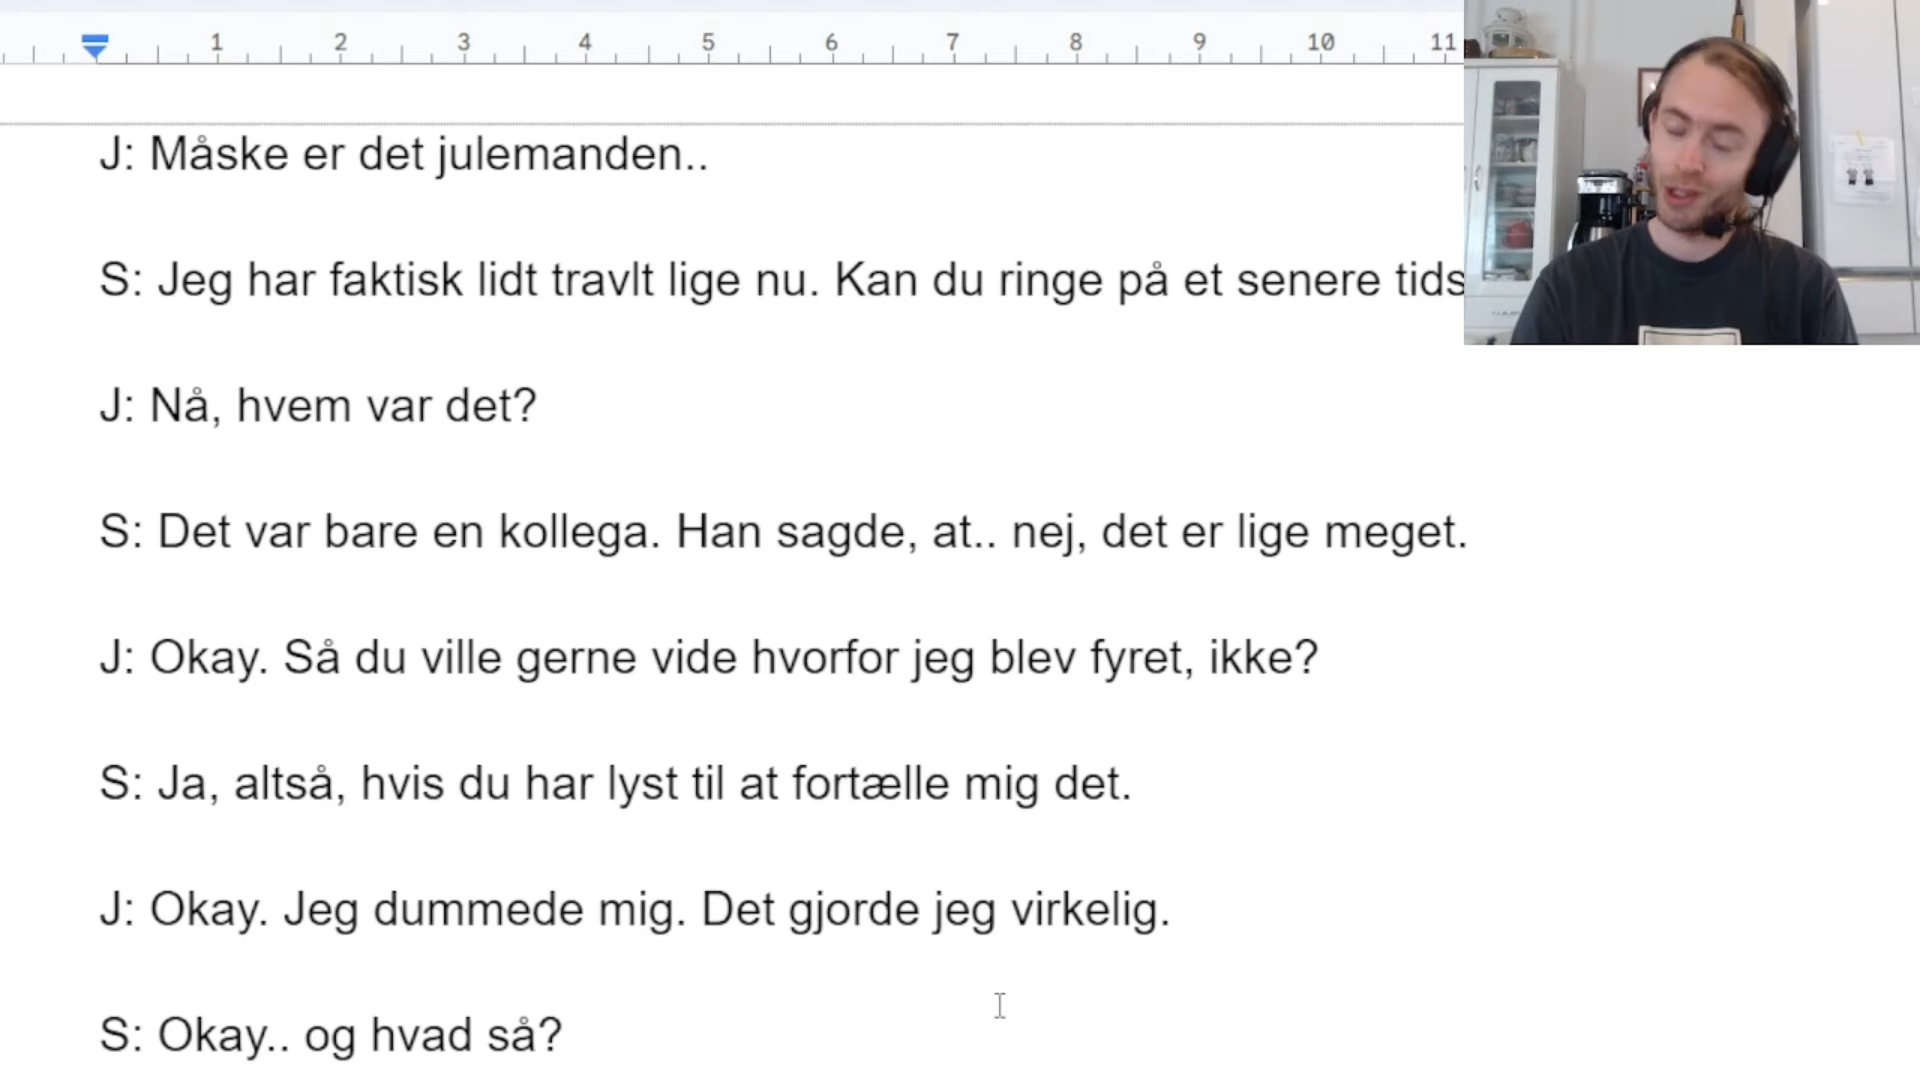 1 2 3 4 5 6 7 8 9 10 11
J: Måske er det julemanden..
S: Jeg har faktisk lidt travlt lige nu. Kan du ringe på et senere
J: Nå, hvem var det?
S: Det var bare en kollega. Han sagde, at.. nej, det er lige meget.
J: Okay. Så du ville gerne vide hvorfor jeg blev fyret, ikke?
S: Ja, altså, hvis du har lyst til at fortælle mig det.
J: Okay. Jeg dummede mig. Det gjorde jeg virkelig.
S: Okay.. og hvad så?